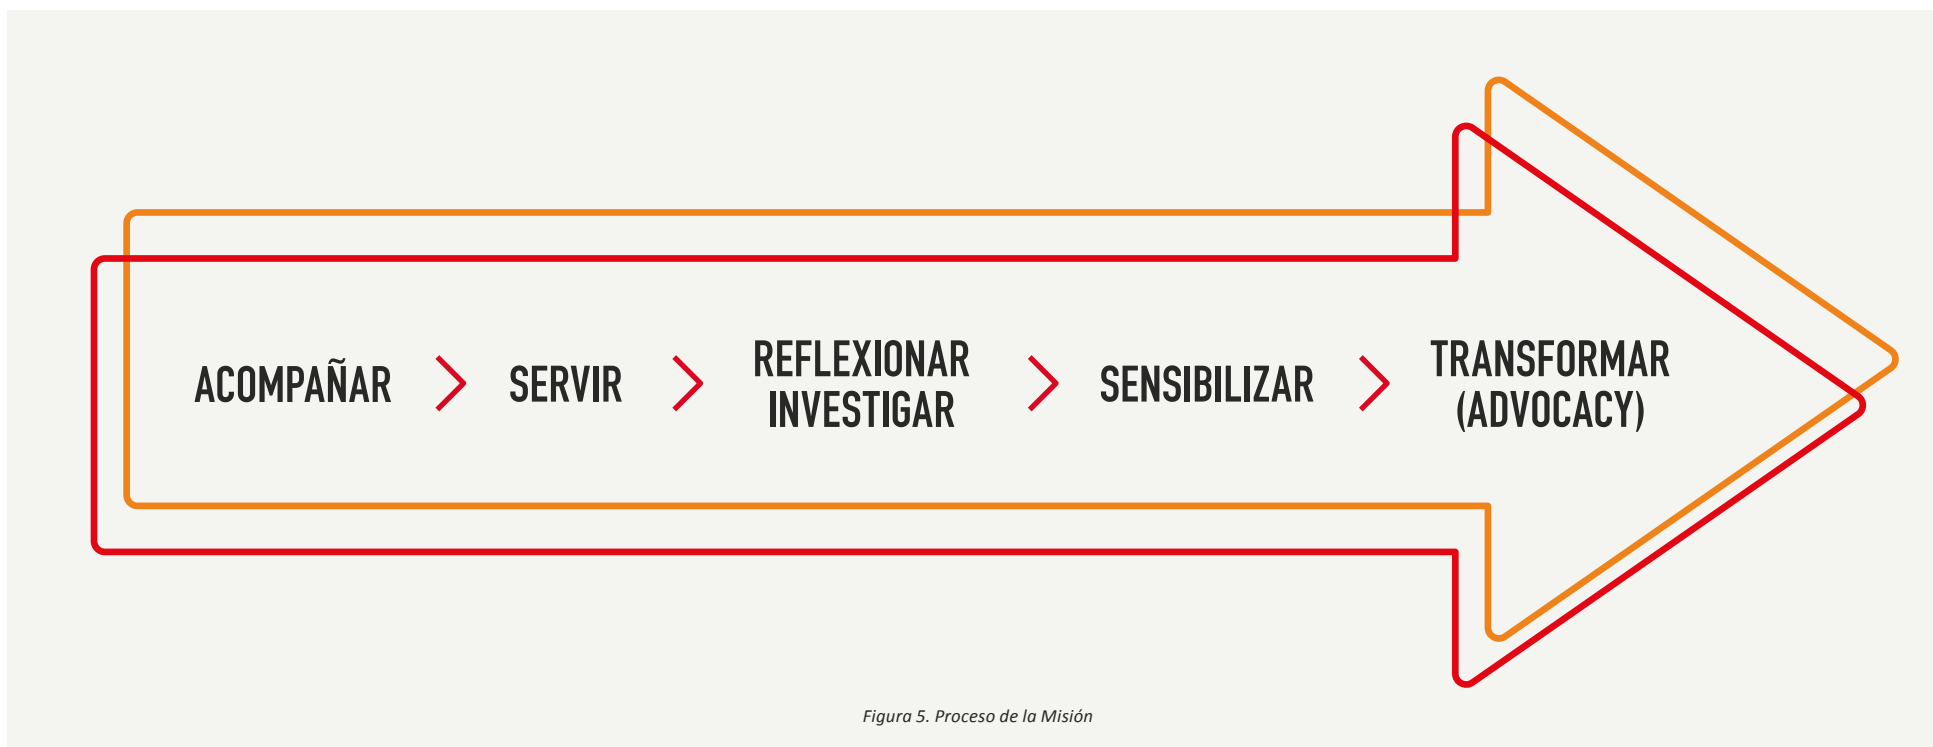 ACOMPAÑAR
SERVIR
REFLEXIONAR
INVESTIGAR
SENSIBILIZAR
TRANSFORMAR
(ADVOCACY)
Figura 5. Proceso de la Misión